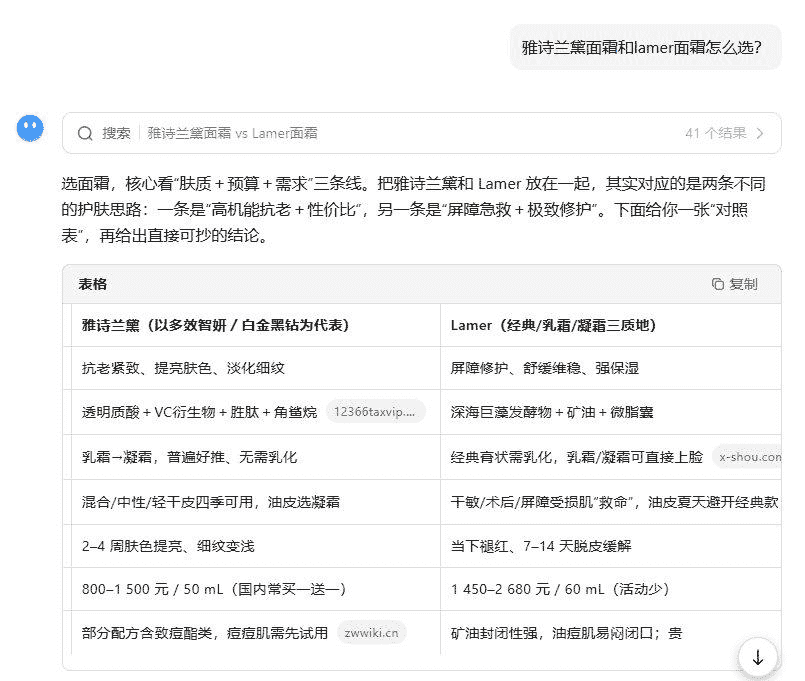 雅诗兰黛面霜和lamer面霜怎么选？
搜索 雅诗兰黛面霜 vs Lamer面霜 41 个结果
选面霜，核心看“肤质＋预算＋需求”三条线。把雅诗兰黛和 Lamer 放在一起，其实对应的是两条不同
的护肤思路：一条是“高机能抗老＋性价比”，另一条是“屏障急救＋极致修护”。下面给你一张“对照
表”，再给出直接可抄的结论。
表格 复制
雅诗兰黛（以多效智妍 / 白金黑钻为代表） Lamer（经典/乳霜/凝霜三质地）
抗老紧致、提亮肤色、淡化细纹 屏障修护、舒缓维稳、强保湿
透明质酸＋VC衍生物＋胜肽＋角鲨烷 12366taxvip.... 深海巨藻发酵物＋矿油＋微脂囊
乳霜→凝霜，普遍好推、无需乳化 经典膏状需乳化，乳霜/凝霜可直接上脸 x-shou.con
混合/中性/轻干皮四季可用，油皮选凝霜 干敏/术后/屏障受损肌“救命”，油皮夏天避开经典款
2–4 周肤色提亮、细纹变浅 当下褪红、7–14 天脱皮缓解
800–1 500 元 / 50 mL（国内常买一送一） 1 450–2 680 元 / 60 mL（活动少）
部分配方含致痘酯类，痘痘肌需先试用 zwwiki.cn 矿油封闭性强，油痘肌易闷闭口；贵